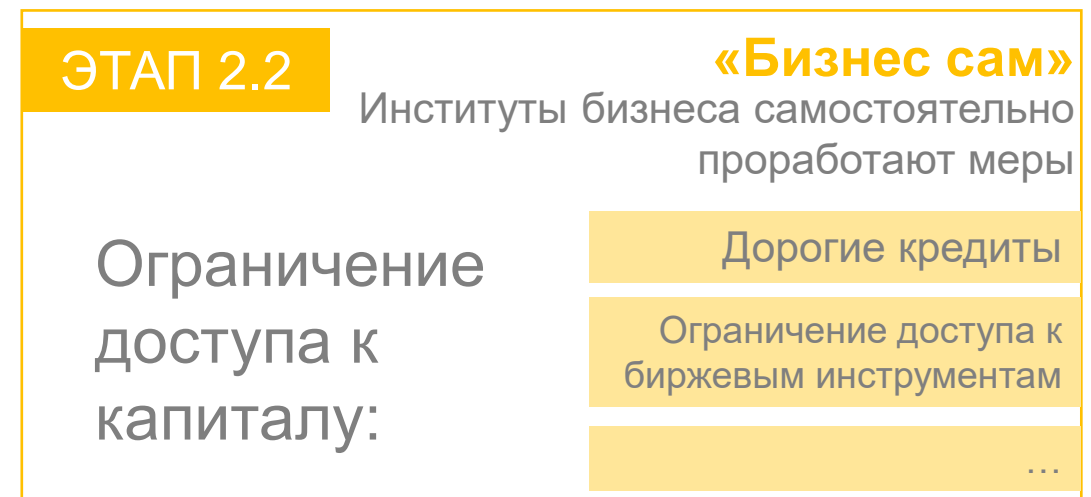 ЭТАП 2.2
«Бизнес сам»
Институты бизнеса самостоятельно
проработают меры
Ограничение
доступа к
капиталу:
Дорогие кредиты
Ограничение доступа к
биржевым инструментам
…